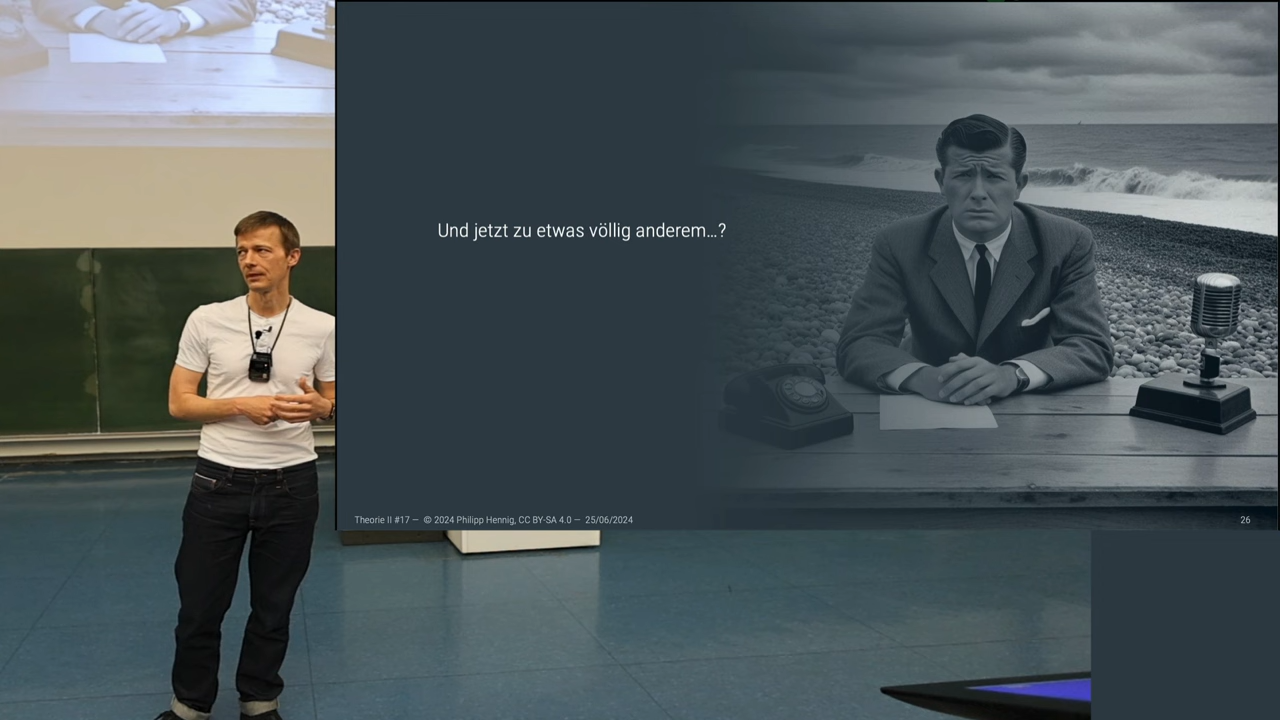 Und jetzt zu etwas völlig anderem…?
Theorie II #17 — © 2024 Philipp Hennig, CC BY-SA 4.0 — 25/06/2024
26